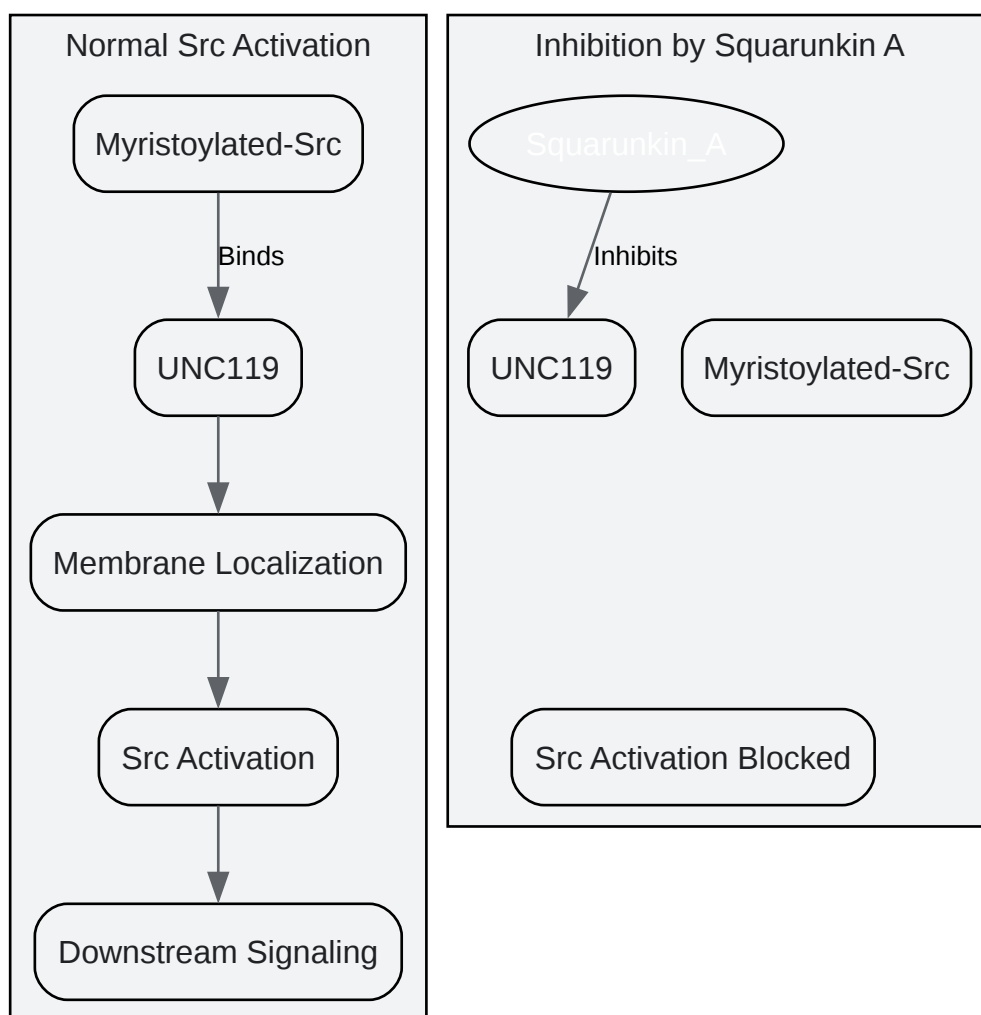 Normal Src Activation
Myristoylated-Src
Binds
UNC119
Membrane Localization
Src Activation
Downstream Signaling
Inhibition by Squarunkin A
Squarunkin_A
Inhibits
UNC119
Myristoylated-Src
Src Activation Blocked